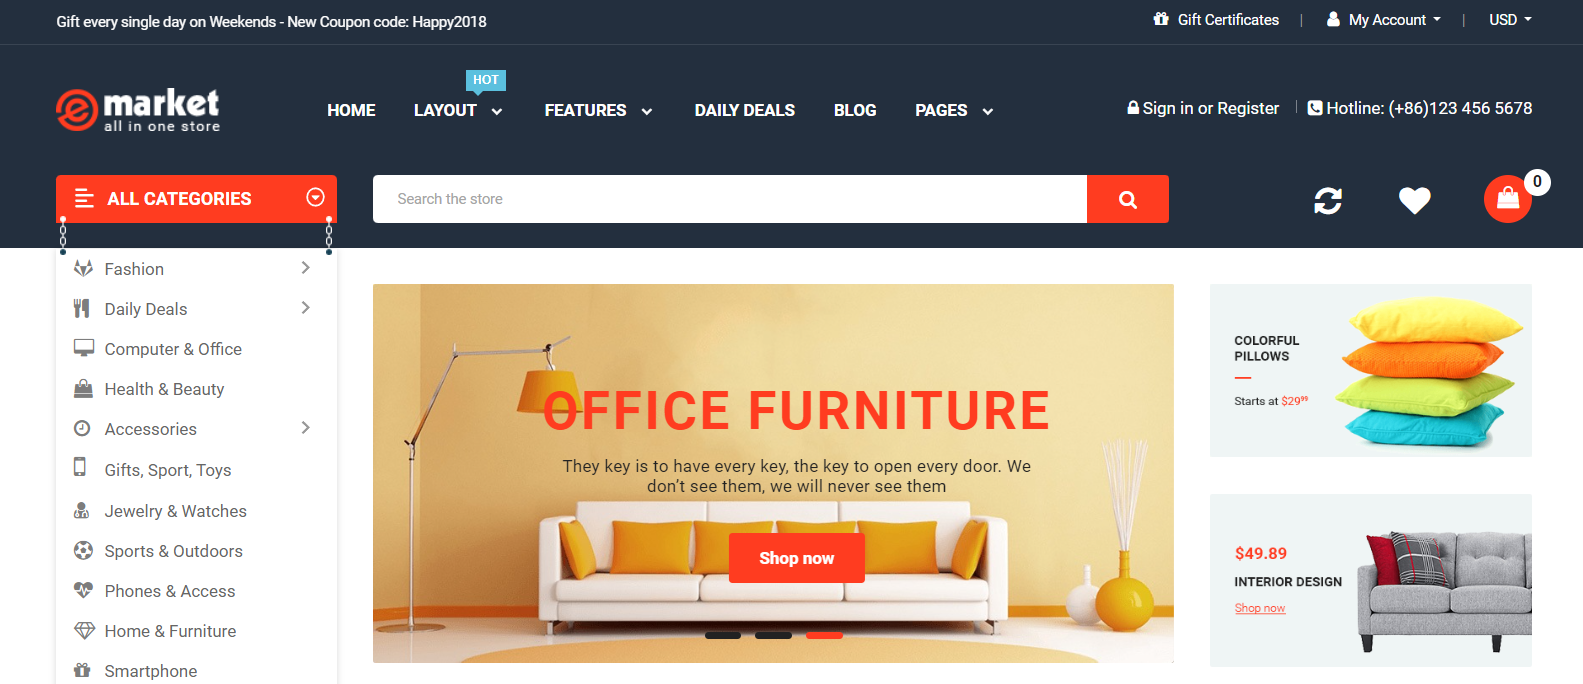 Gift every single day on Weekends - New Coupon code: Happy2018
Gift Certificates
My Account
USD
HOT
market
all in one store
HOME
LAYOUT
FEATURES
DAILY DEALS
BLOG
PAGES
Sign in or Register
Hotline: (+86)123 456 5678
ALL CATEGORIES
Search the store
0
Fashion
Daily Deals
Computer & Office
Health & Beauty
Accessories
Gifts, Sport, Toys
Jewelry & Watches
Sports & Outdoors
Phones & Access
Home & Furniture
Smartphone
OFFICE FURNITURE
They key is to have every key, the key to open every door. We
don't see them, we will never see them
Shop now
COLORFUL
PILLOWS
Starts at $29⁹⁹
$49.89
INTERIOR DESIGN
Shop now